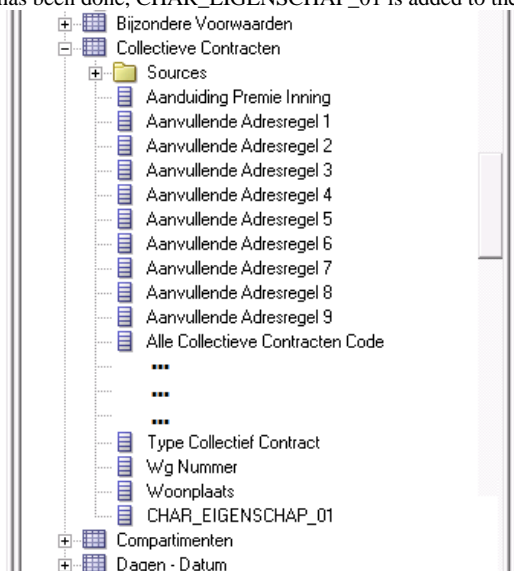 has been done, CHAR_EIGENSCHAP_01 is added to the
Bijzondere Voorwaarden
Collectieve Contracten
Sources
Aanduiding Premie Inning
Aanvullende Adresregel 1
Aanvullende Adresregel 2
Aanvullende Adresregel 3
Aanvullende Adresregel 4
Aanvullende Adresregel 5
Aanvullende Adresregel 6
Aanvullende Adresregel 7
Aanvullende Adresregel 8
Aanvullende Adresregel 9
Alle Collectieve Contracten Code
...
...
...
Type Collectief Contract
Wg Nummer
Woonplaats
CHAR_EIGENSCHAP_01
Compartimenten
Dagen - Datum